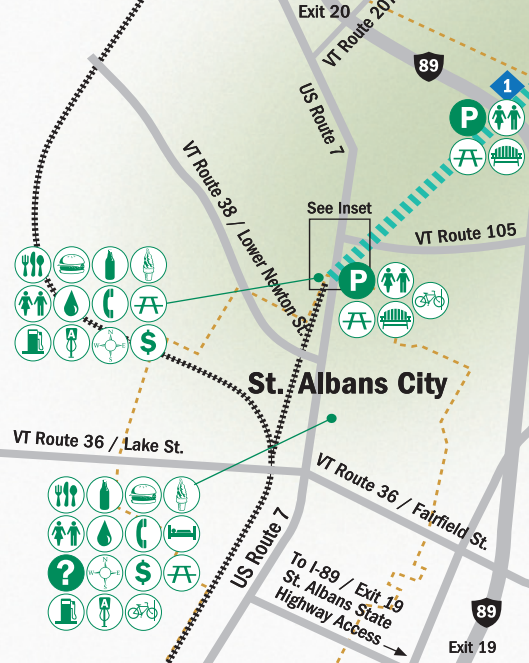 Exit 20
VT Route 207
89
1
US Route 7
P
VT Route 38 / Lower Newton St.
See Inset
VT Route 105
P
A
N
W E
S
$
St. Albans City
VT Route 36 / Lake St.
VT Route 36 / Fairfield St.
US Route 7
?
W N E
S
$
A
To I-89 / Exit 19
St. Albans State
Highway Access
89
Exit 19